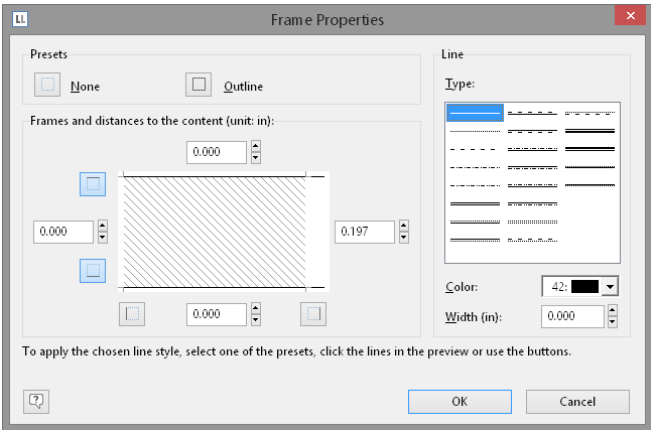 LL
Frame Properties
Presets
None
Outline
Frames and distances to the content (unit: in):
0.000
0.000
0.197
0.000
Line
Type:
Color:
42:
Width (in):
0.000
To apply the chosen line style, select one of the presets, click the lines in the preview or use the buttons.
OK
Cancel